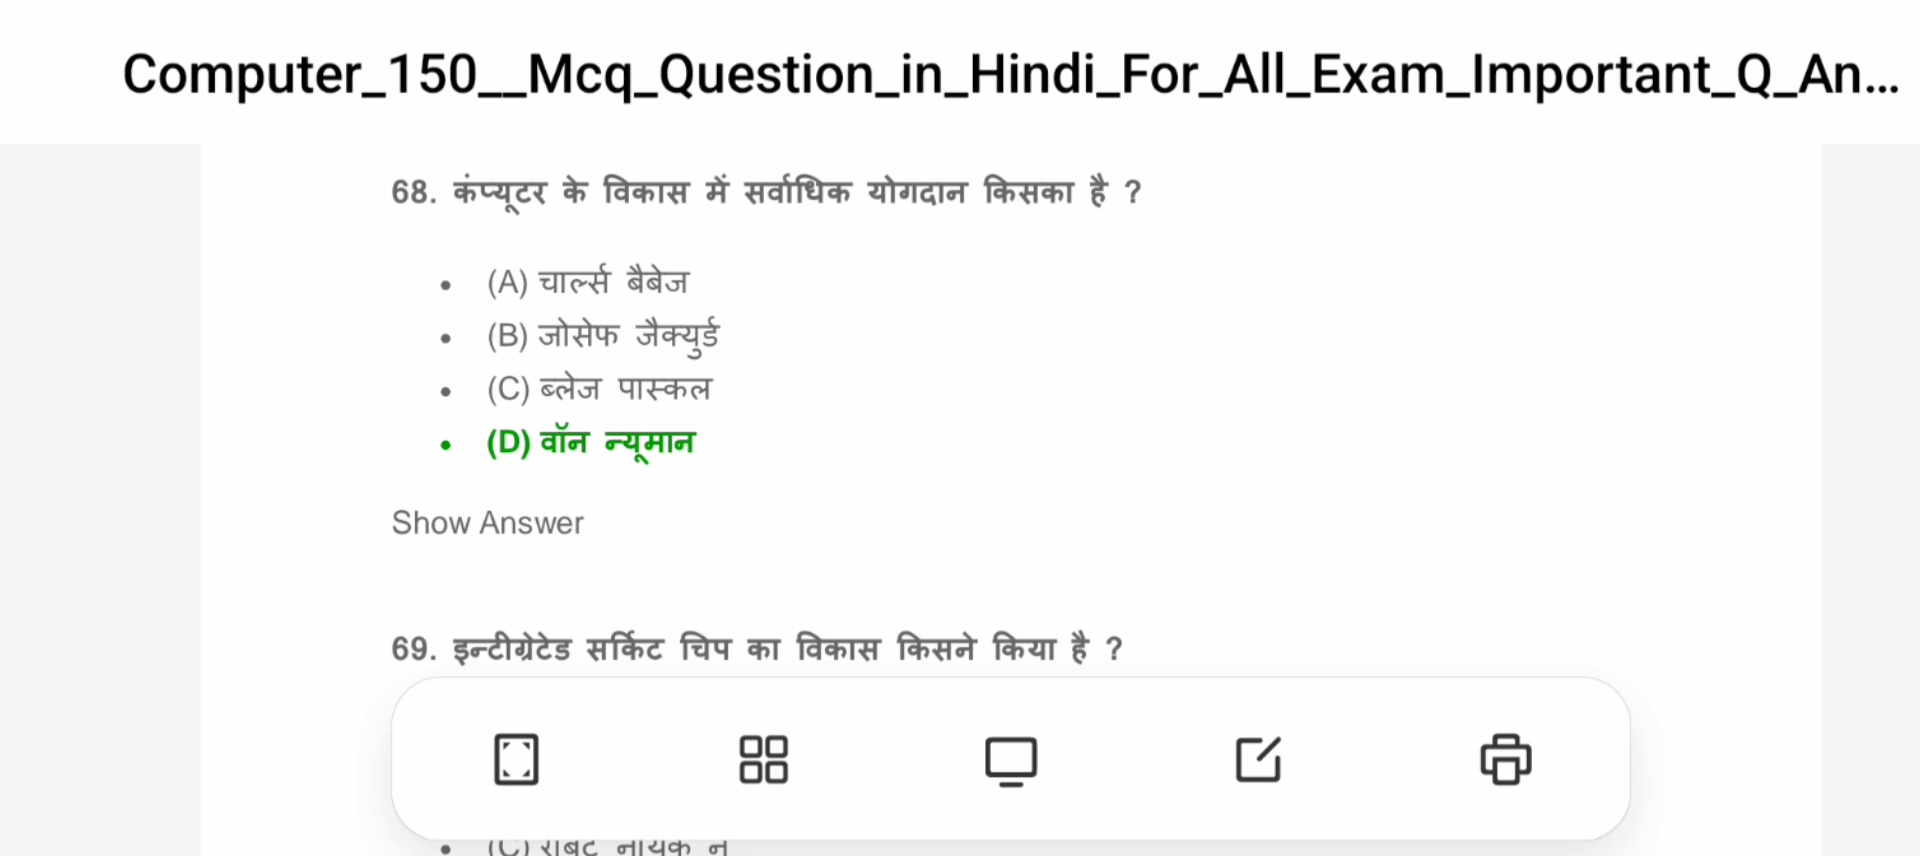 Computer_150__Mcq_Question_in_Hindi_For_All_Exam_Important_Q_An...
68. कंप्यूटर के विकास में सर्वाधिक योगदान किसका है ?
• (A) चार्ल्स बैबेज
• (B) जोसेफ जैक्युर्ड
• (C) ब्लेज पास्कल
• (D) वॉन न्यूमान
Show Answer
69. इन्टीग्रेटेड सर्किट चिप का विकास किसने किया है ?
• (C)